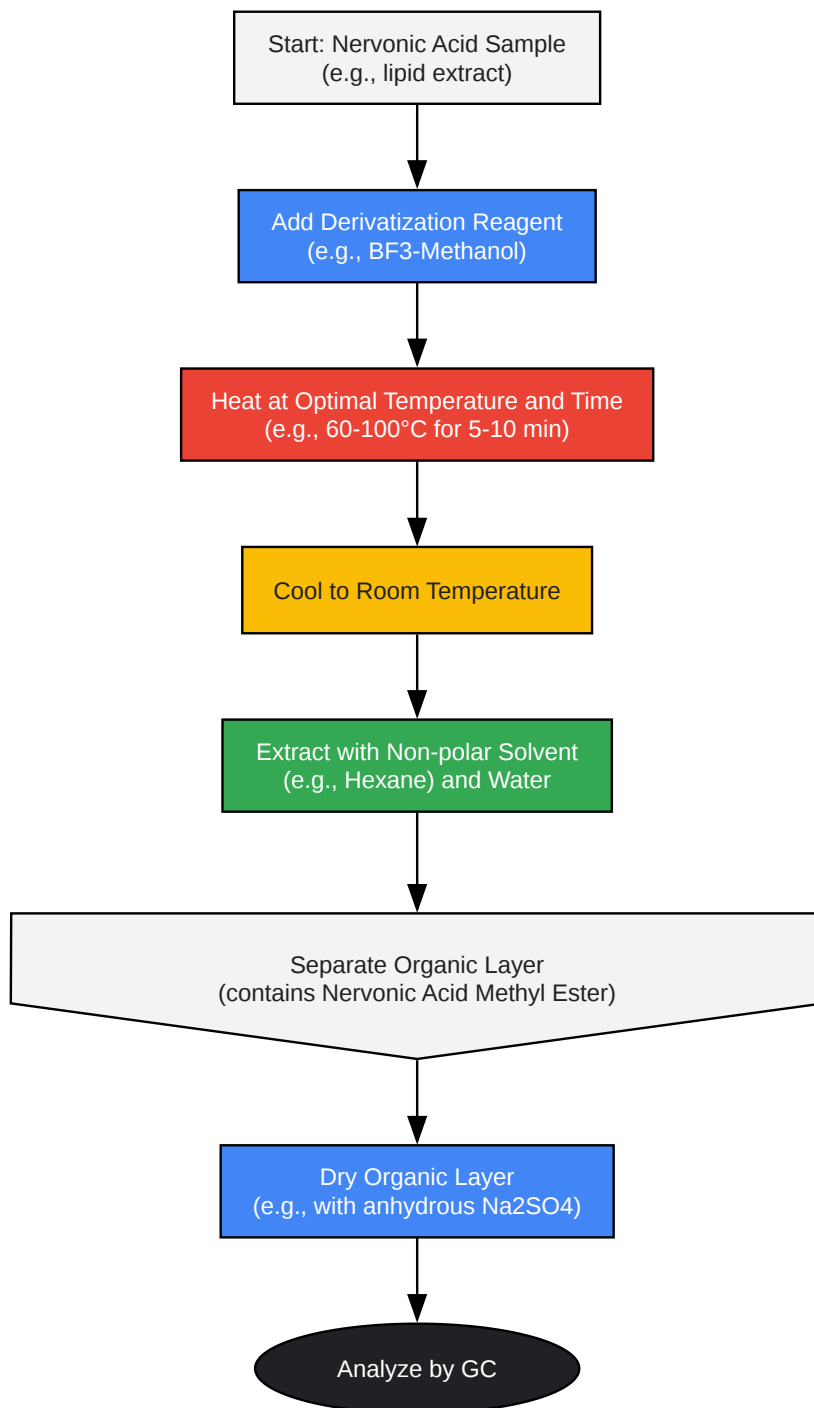 Start: Nervonic Acid Sample
(e.g., lipid extract)
Add Derivatization Reagent
(e.g., BF3-Methanol)
Heat at Optimal Temperature and Time
(e.g., 60-100°C for 5-10 min)
Cool to Room Temperature
Extract with Non-polar Solvent
(e.g., Hexane) and Water
Separate Organic Layer
(contains Nervonic Acid Methyl Ester)
Dry Organic Layer
(e.g., with anhydrous Na2SO4)
Analyze by GC